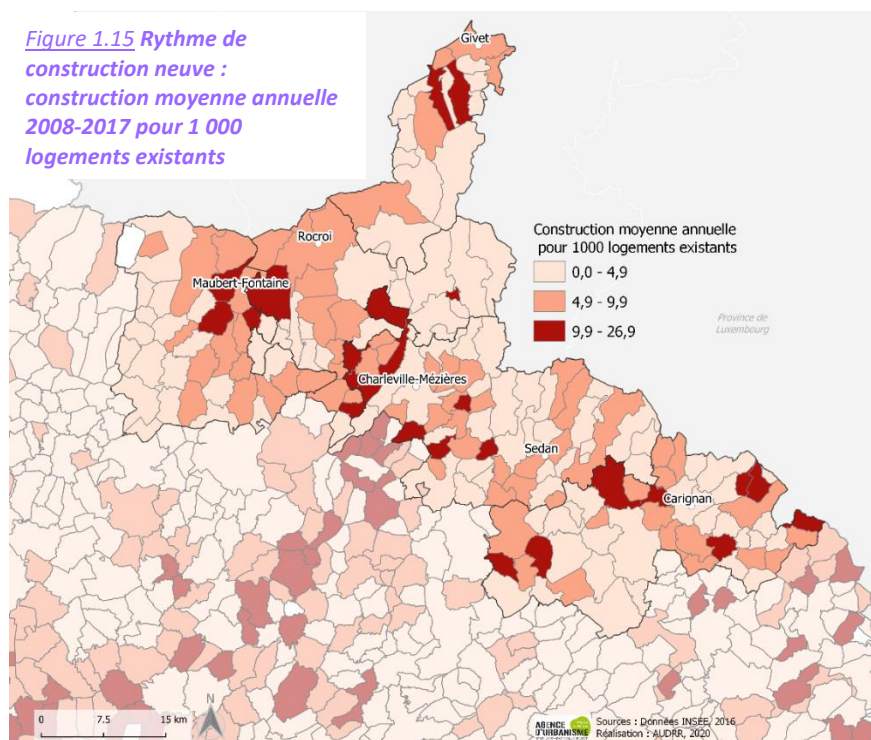 Figure 1.15 Rythme de
construction neuve :
construction moyenne annuelle
2008-2017 pour 1 000
logements existants
Givet
Rocroi
Maubert-Fontaine
Charleville-Mézières
Sedan
Carignan
Construction moyenne annuelle
pour 1000 logements existants
0,0 - 4,9
4,9 - 9,9
9,9 - 26,9
Province de
Luxembourg
N
0 7.5 15 km
AGENCE
D'URBANISME
Sources : Données INSEE, 2016
Réalisation : AUDRR, 2020